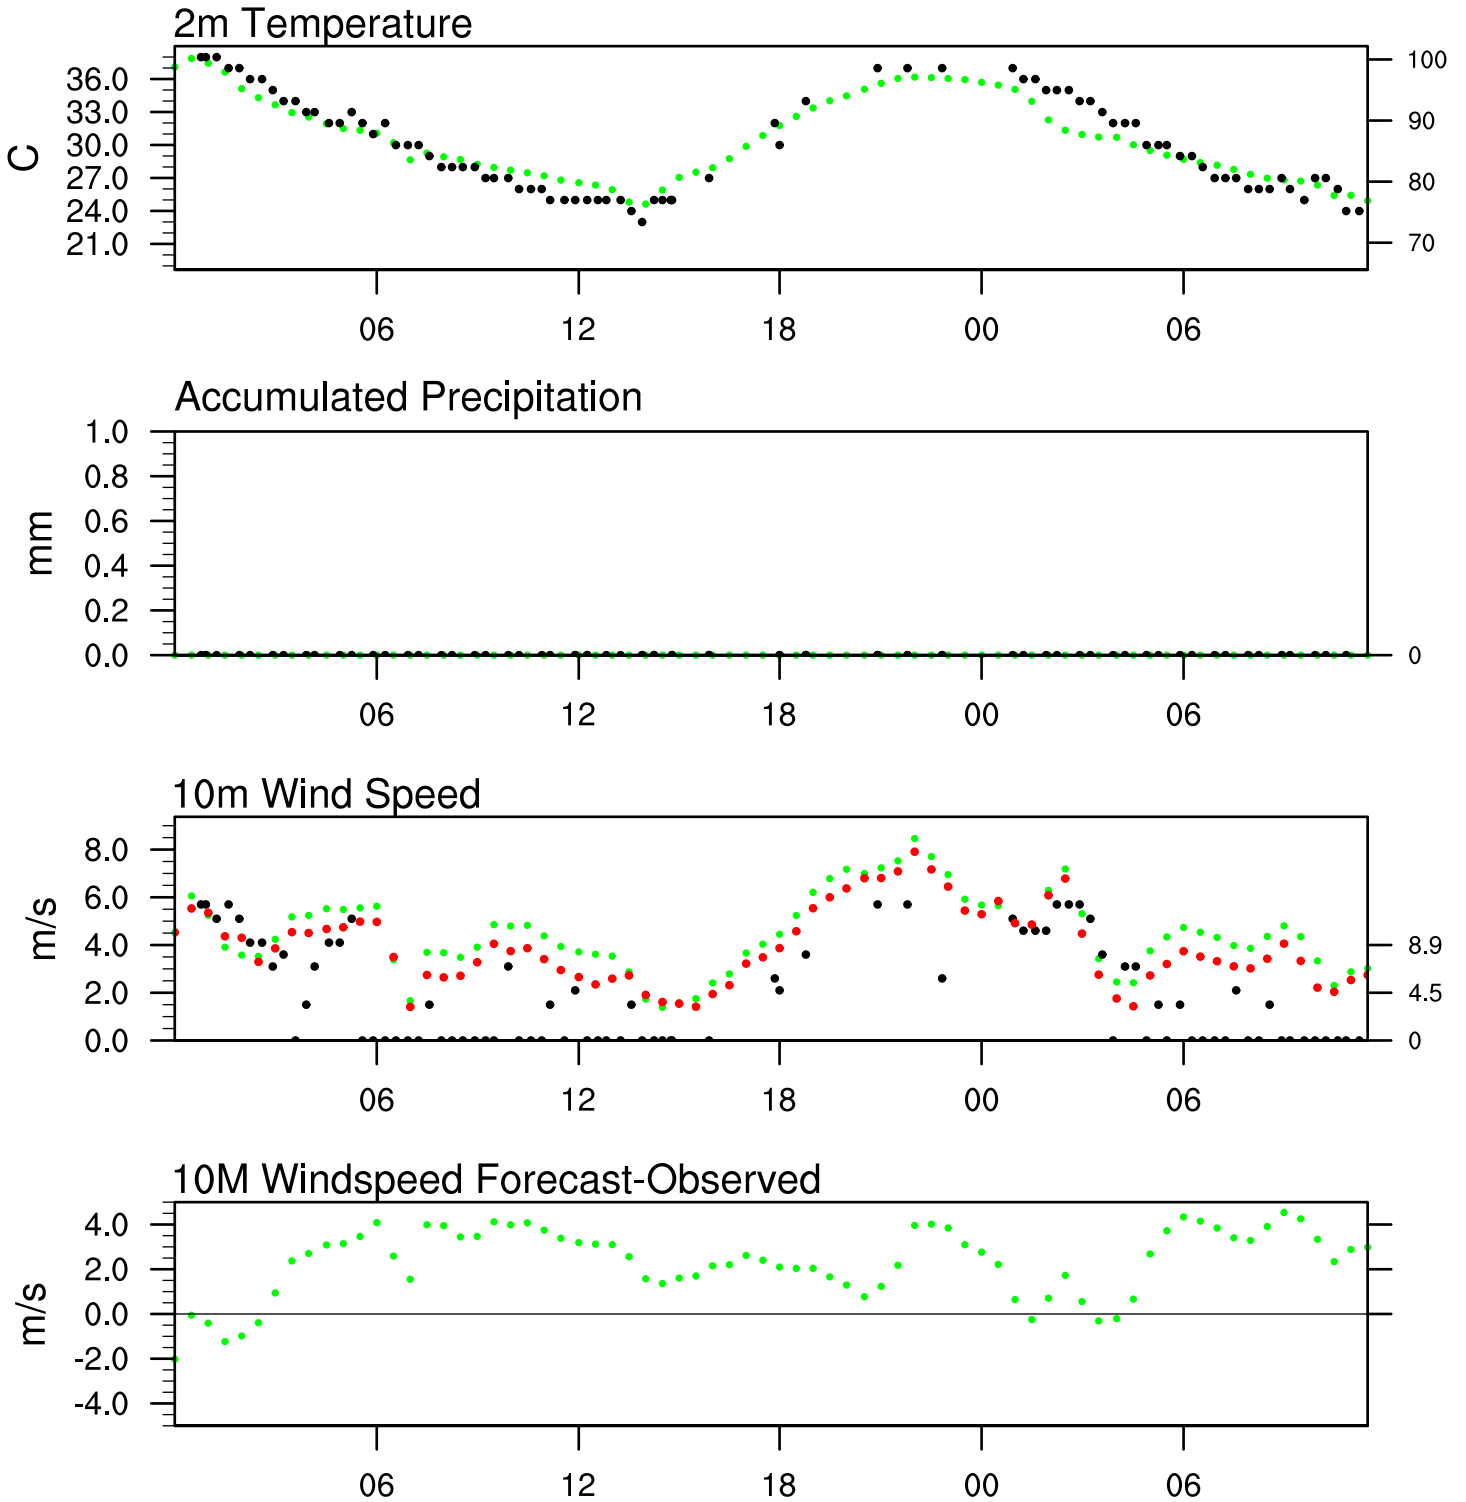 2m Temperature
36.0
33.0
30.0
27.0
24.0
21.0
C
100
90
80
70
06 12 18 00 06
Accumulated Precipitation
1.0
0.8
0.6
0.4
0.2
0.0
mm
0
06 12 18 00 06
10m Wind Speed
8.0
6.0
4.0
2.0
0.0
m/s
8.9
4.5
0
06 12 18 00 06
10M Windspeed Forecast-Observed
4.0
2.0
0.0
-2.0
-4.0
m/s
06 12 18 00 06